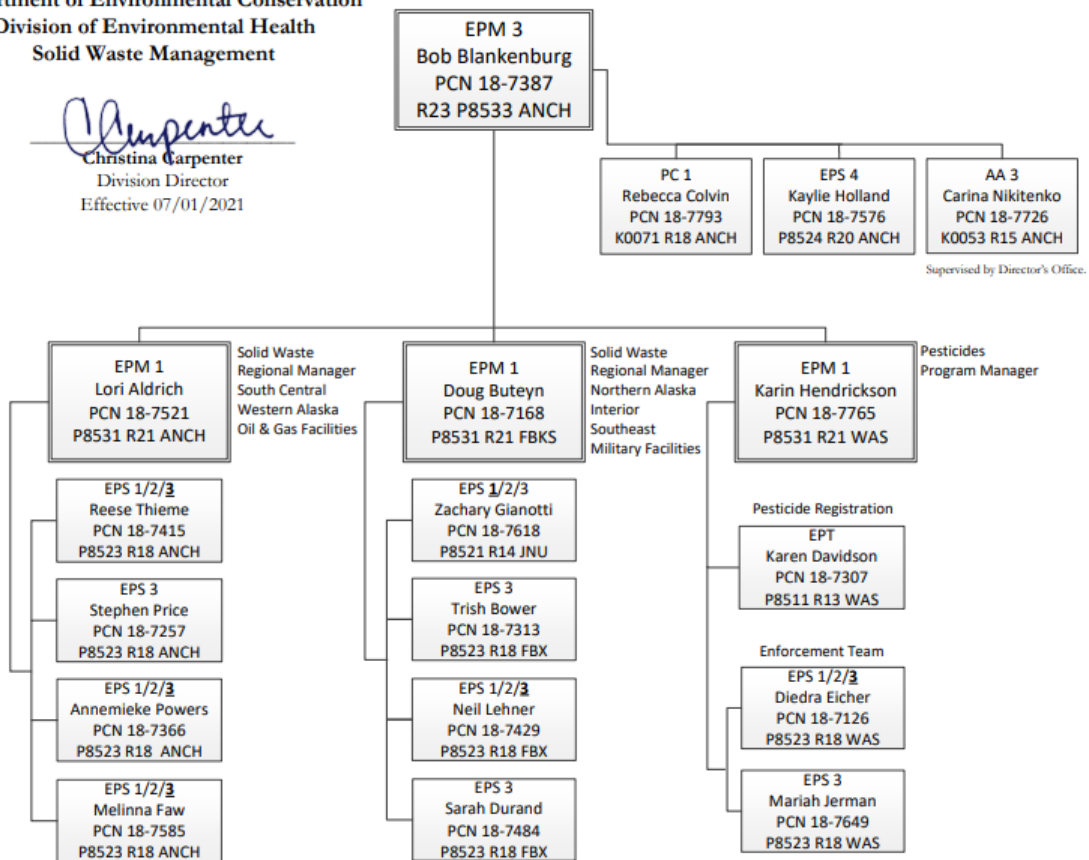 rtment of Environmental Conservation
Division of Environmental Health
Solid Waste Management
CCarpenter
Christina Carpenter
Division Director
Effective 07/01/2021
EPM 3
Bob Blankenburg
PCN 18-7387
R23 P8533 ANCH
PC 1
Rebecca Colvin
PCN 18-7793
K0071 R18 ANCH
EPS 4
Kaylie Holland
PCN 18-7576
P8524 R20 ANCH
AA 3
Carina Nikitenko
PCN 18-7726
K0053 R15 ANCH
Supervised by Director's Office.
EPM 1
Lori Aldrich
PCN 18-7521
P8531 R21 ANCH
Solid Waste
Regional Manager
South Central
Western Alaska
Oil & Gas Facilities
EPS 1/2/3
Reese Thieme
PCN 18-7415
P8523 R18 ANCH
EPS 3
Stephen Price
PCN 18-7257
P8523 R18 ANCH
EPS 1/2/3
Annemieke Powers
PCN 18-7366
P8523 R18 ANCH
EPS 1/2/3
Melinna Faw
PCN 18-7585
P8523 R18 ANCH
EPM 1
Doug Buteyn
PCN 18-7168
P8531 R21 FBKS
Solid Waste
Regional Manager
Northern Alaska
Interior
Southeast
Military Facilities
EPS 1/2/3
Zachary Gianotti
PCN 18-7618
P8521 R14 JNU
EPS 3
Trish Bower
PCN 18-7313
P8523 R18 FBX
EPS 1/2/3
Neil Lehner
PCN 18-7429
P8523 R18 FBX
EPS 3
Sarah Durand
PCN 18-7484
P8523 R18 FBX
EPM 1
Karin Hendrickson
PCN 18-7765
P8531 R21 WAS
Pesticides
Program Manager
Pesticide Registration
EPT
Karen Davidson
PCN 18-7307
P8511 R13 WAS
Enforcement Team
EPS 1/2/3
Diedra Eicher
PCN 18-7126
P8523 R18 WAS
EPS 3
Mariah Jerman
PCN 18-7649
P8523 R18 WAS